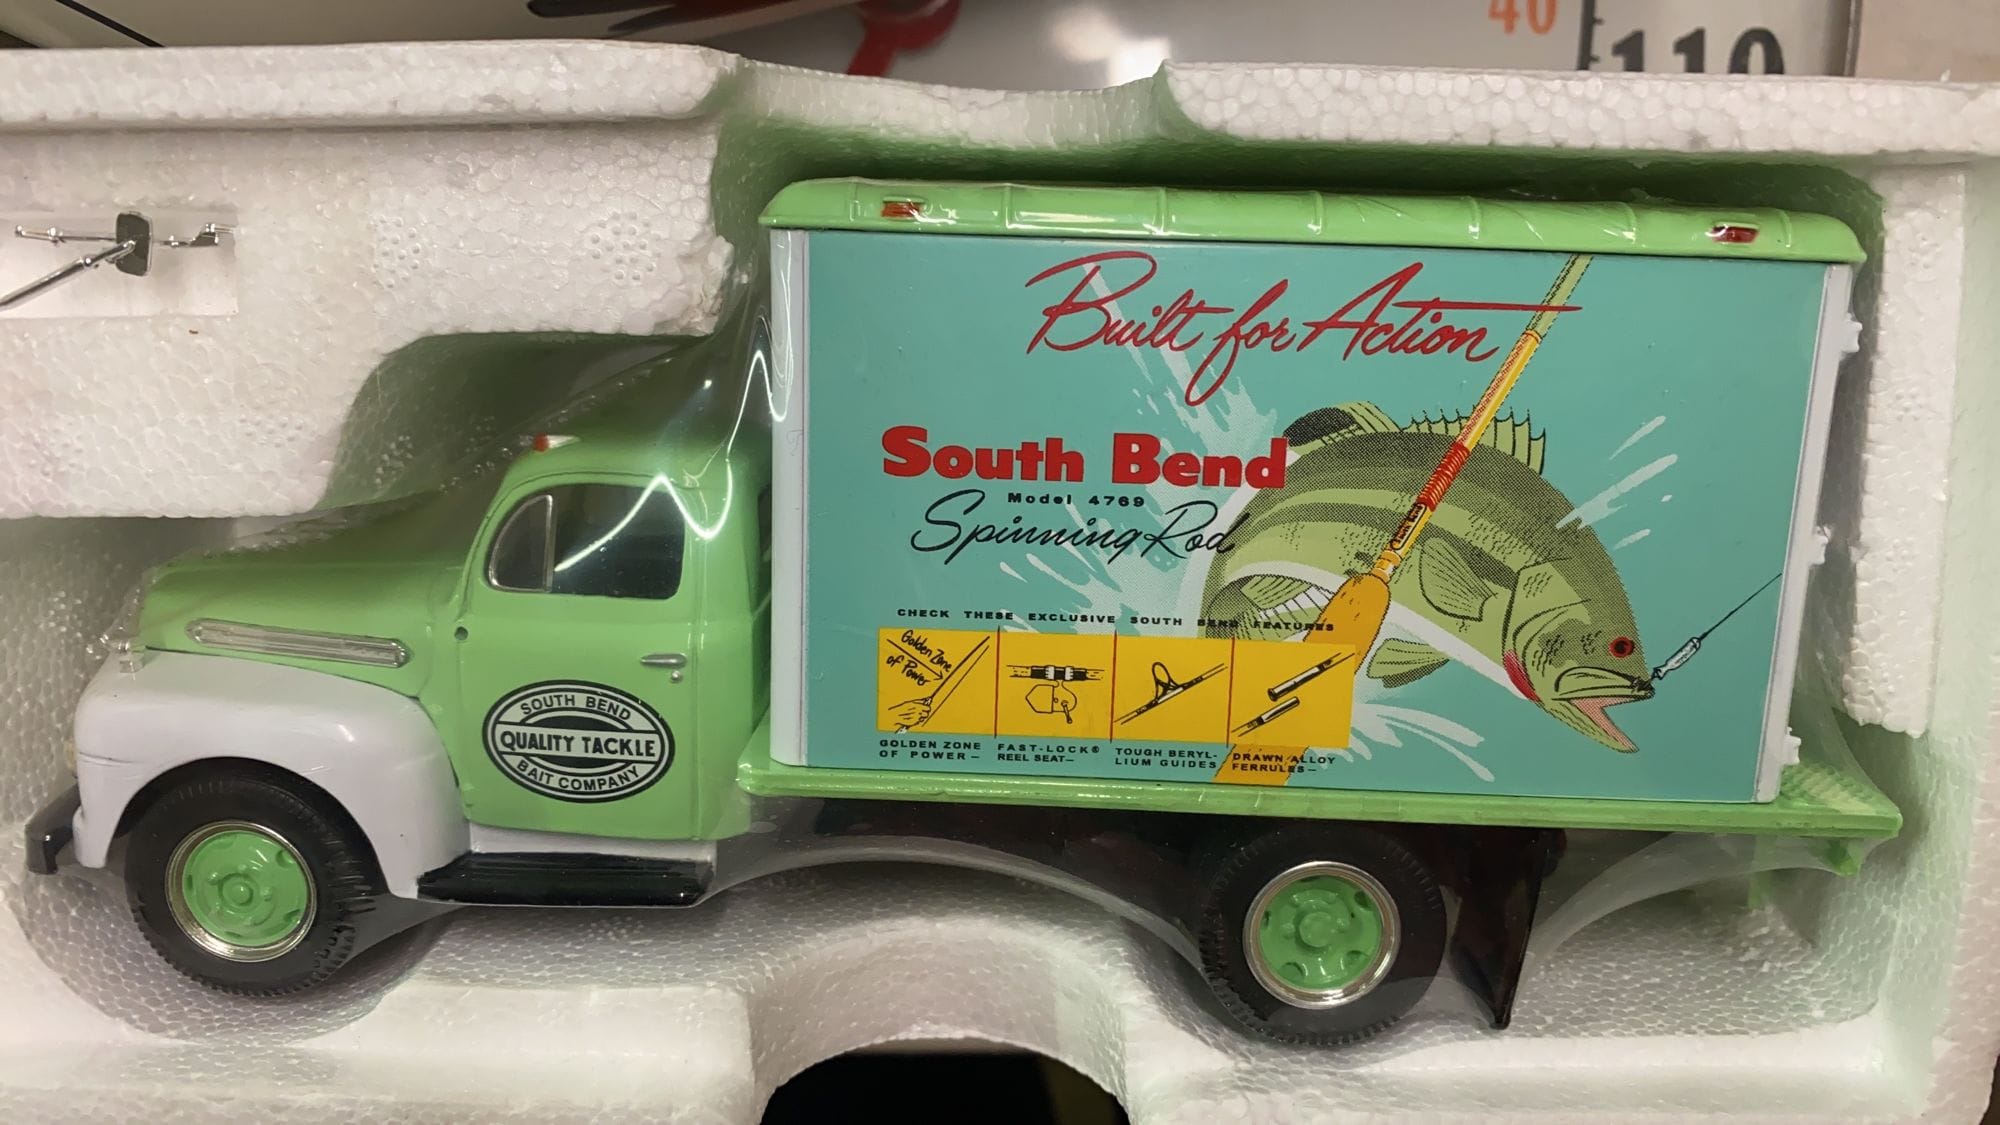 40
110
Built for Action
South Bend
Model 4769
Spinning Rod
South Bend
CHECK THESE EXCLUSIVE SOUTH BEND FEATURES
Golden Zone
of Power
GOLDEN ZONE
OF POWER—
FAST-LOCK®
REEL SEAT—
TOUGH BERYL-
LIUM GUIDES
DRAWN ALLOY
FERRULES—
SOUTH BEND
QUALITY TACKLE
BAIT COMPANY